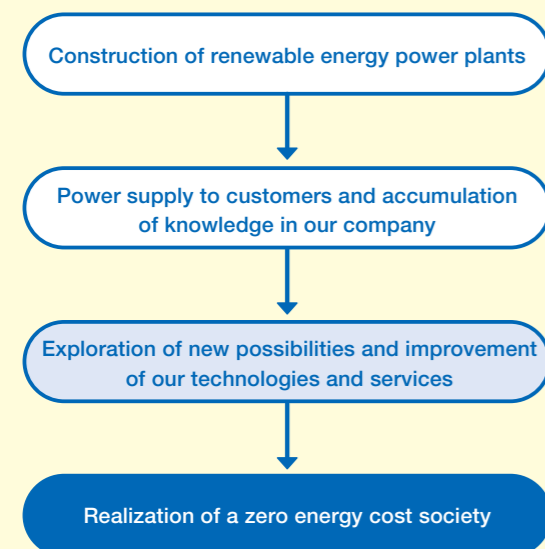 Construction of renewable energy power plants
Power supply to customers and accumulation
of knowledge in our company
Exploration of new possibilities and improvement
of our technologies and services
Realization of a zero energy cost society